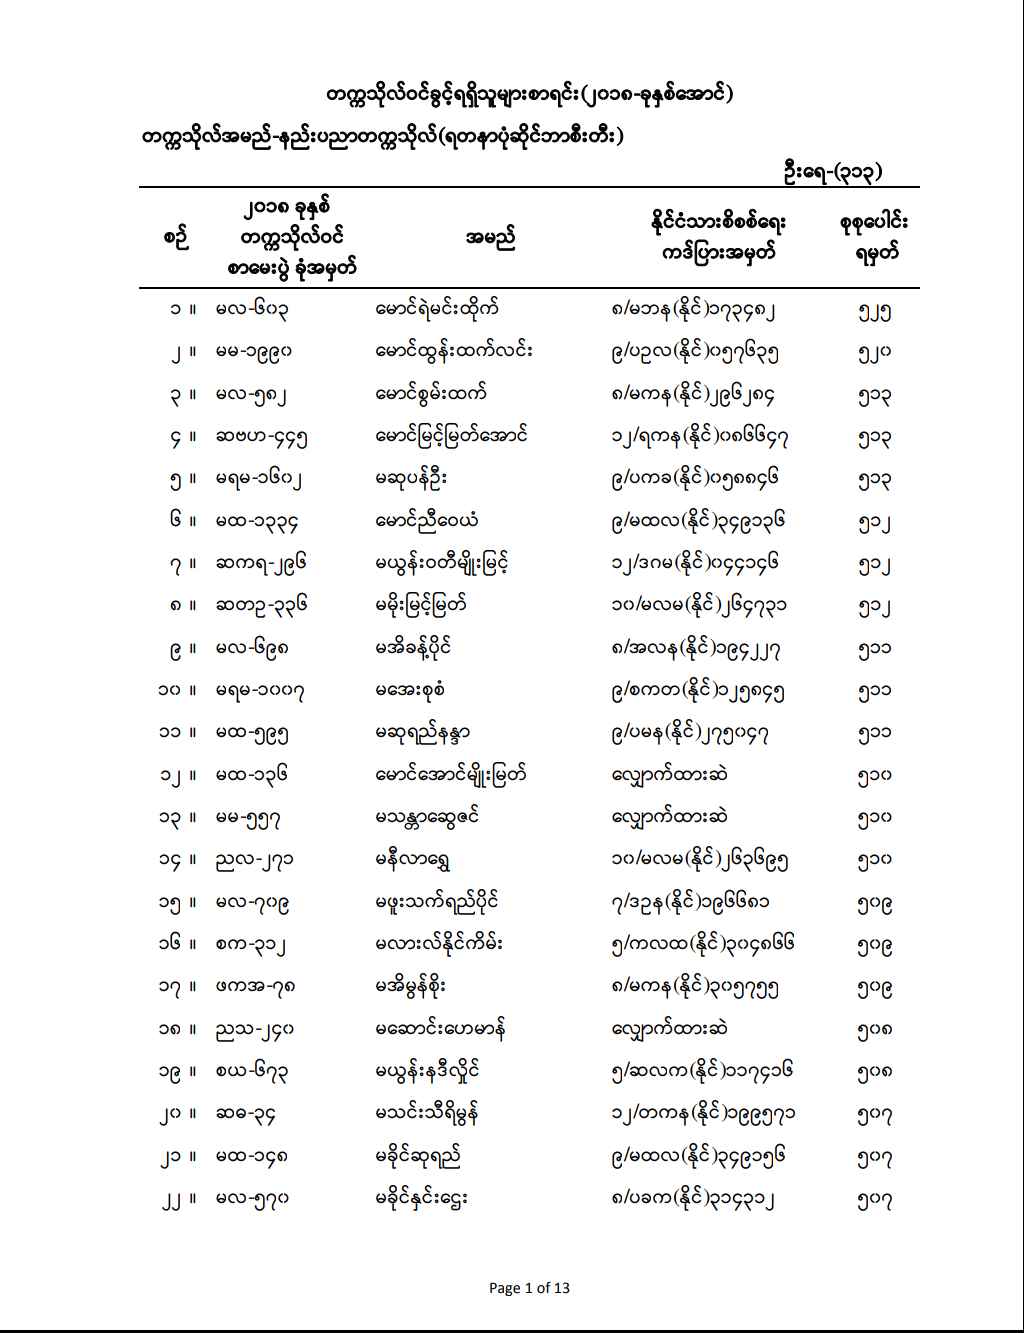 တက္ကသိုလ်ဝင်ခွင့်ရရှိသူများစာရင်း(၂၀၁၈-ခုနှစ်အောင်)
တက္ကသိုလ်အမည်-နည်းပညာတက္ကသိုလ်(ရတနာပုံဆိုင်ဘာစီးတီး)
ဦးရေ-(၃၁၃)
စဉ် ၂၀၁၈ ခုနှစ် တက္ကသိုလ်ဝင် စာမေးပွဲ ခုံအမှတ် အမည် နိုင်ငံသားစိစစ်ရေး ကဒ်ပြားအမှတ် စုစုပေါင်း ရမှတ်
၁ ။ မလ-၆၀၃ မောင်ရဲမင်းထိုက် ၈/မဘန(နိုင်)၁၇၃၄၈၂ ၅၂၅
၂ ။ မမ-၁၉၉၀ မောင်ထွန်းထက်လင်း ၉/ပဥလ(နိုင်)၀၅၇၆၃၅ ၅၂၀
၃ ။ မလ-၅၈၂ မောင်စွမ်းထက် ၈/မကန(နိုင်)၂၉၆၂၈၄ ၅၁၃
၄ ။ ဆဗဟ-၄၄၅ မောင်မြင့်မြတ်အောင် ၁၂/ရကန(နိုင်)၀၈၆၆၄၇ ၅၁၃
၅ ။ မရမ-၁၆၀၂ မဆုပန်ဦး ၉/ပကခ(နိုင်)၀၅၈၈၄၆ ၅၁၃
၆ ။ မထ-၁၃၃၄ မောင်ညီဝေယံ ၉/မထလ(နိုင်)၃၄၉၁၃၆ ၅၁၂
၇ ။ ဆကရ-၂၉၆ မယွန်းဝတီမျိုးမြင့် ၁၂/ဒဂမ(နိုင်)၀၄၄၁၄၆ ၅၁၂
၈ ။ ဆတဥ-၃၃၆ မမိုးမြင့်မြတ် ၁၀/မလမ(နိုင်)၂၆၄၇၃၁ ၅၁၂
၉ ။ မလ-၆၉၈ မအိခန့်ပိုင် ၈/အလန(နိုင်)၁၉၄၂၂၇ ၅၁၁
၁၀ ။ မရမ-၁၀၀၇ မအေးစုစံ ၉/စကတ(နိုင်)၁၂၅၈၄၅ ၅၁၁
၁၁ ။ မထ-၅၉၅ မဆုရည်နန္ဒာ ၉/ပမန(နိုင်)၂၇၅၀၄၇ ၅၁၁
၁၂ ။ မထ-၁၃၆ မောင်အောင်မျိုးမြတ် လျှောက်ထားဆဲ ၅၁၀
၁၃ ။ မမ-၅၅၇ မသန္တာဆွေဇင် လျှောက်ထားဆဲ ၅၁၀
၁၄ ။ ညလ-၂၇၁ မနီလာရွှေ ၁၀/မလမ(နိုင်)၂၆၃၆၉၅ ၅၁၀
၁၅ ။ မလ-၇၀၉ မဖူးသက်ရည်ပိုင် ၇/ဒဥန(နိုင်)၁၉၆၆၈၁ ၅၀၉
၁၆ ။ စက-၃၁၂ မလားလ်နိုင်ကိမ်း ၅/ကလထ(နိုင်)၃၀၄၈၆၆ ၅၀၉
၁၇ ။ ဖကအ-၇၈ မအိမွန်စိုး ၈/မကန(နိုင်)၃၀၅၇၅၅ ၅၀၉
၁၈ ။ ညသ-၂၄၀ မဆောင်းဟေမာန် လျှောက်ထားဆဲ ၅၀၈
၁၉ ။ စယ-၆၇၃ မယွန်းနဒီလှိုင် ၅/ဆလက(နိုင်)၁၁၇၄၁၆ ၅၀၈
၂၀ ။ ဆဓ-၃၄ မသင်းသီရိမွန် ၁၂/တကန(နိုင်)၁၉၉၅၇၁ ၅၀၇
၂၁ ။ မထ-၁၄၈ မခိုင်ဆုရည် ၉/မထလ(နိုင်)၃၄၉၁၅၆ ၅၀၇
၂၂ ။ မလ-၅၇၀ မခိုင်နှင်းဌေး ၈/ပခက(နိုင်)၃၁၄၃၁၂ ၅၀၇
Page 1 of 13